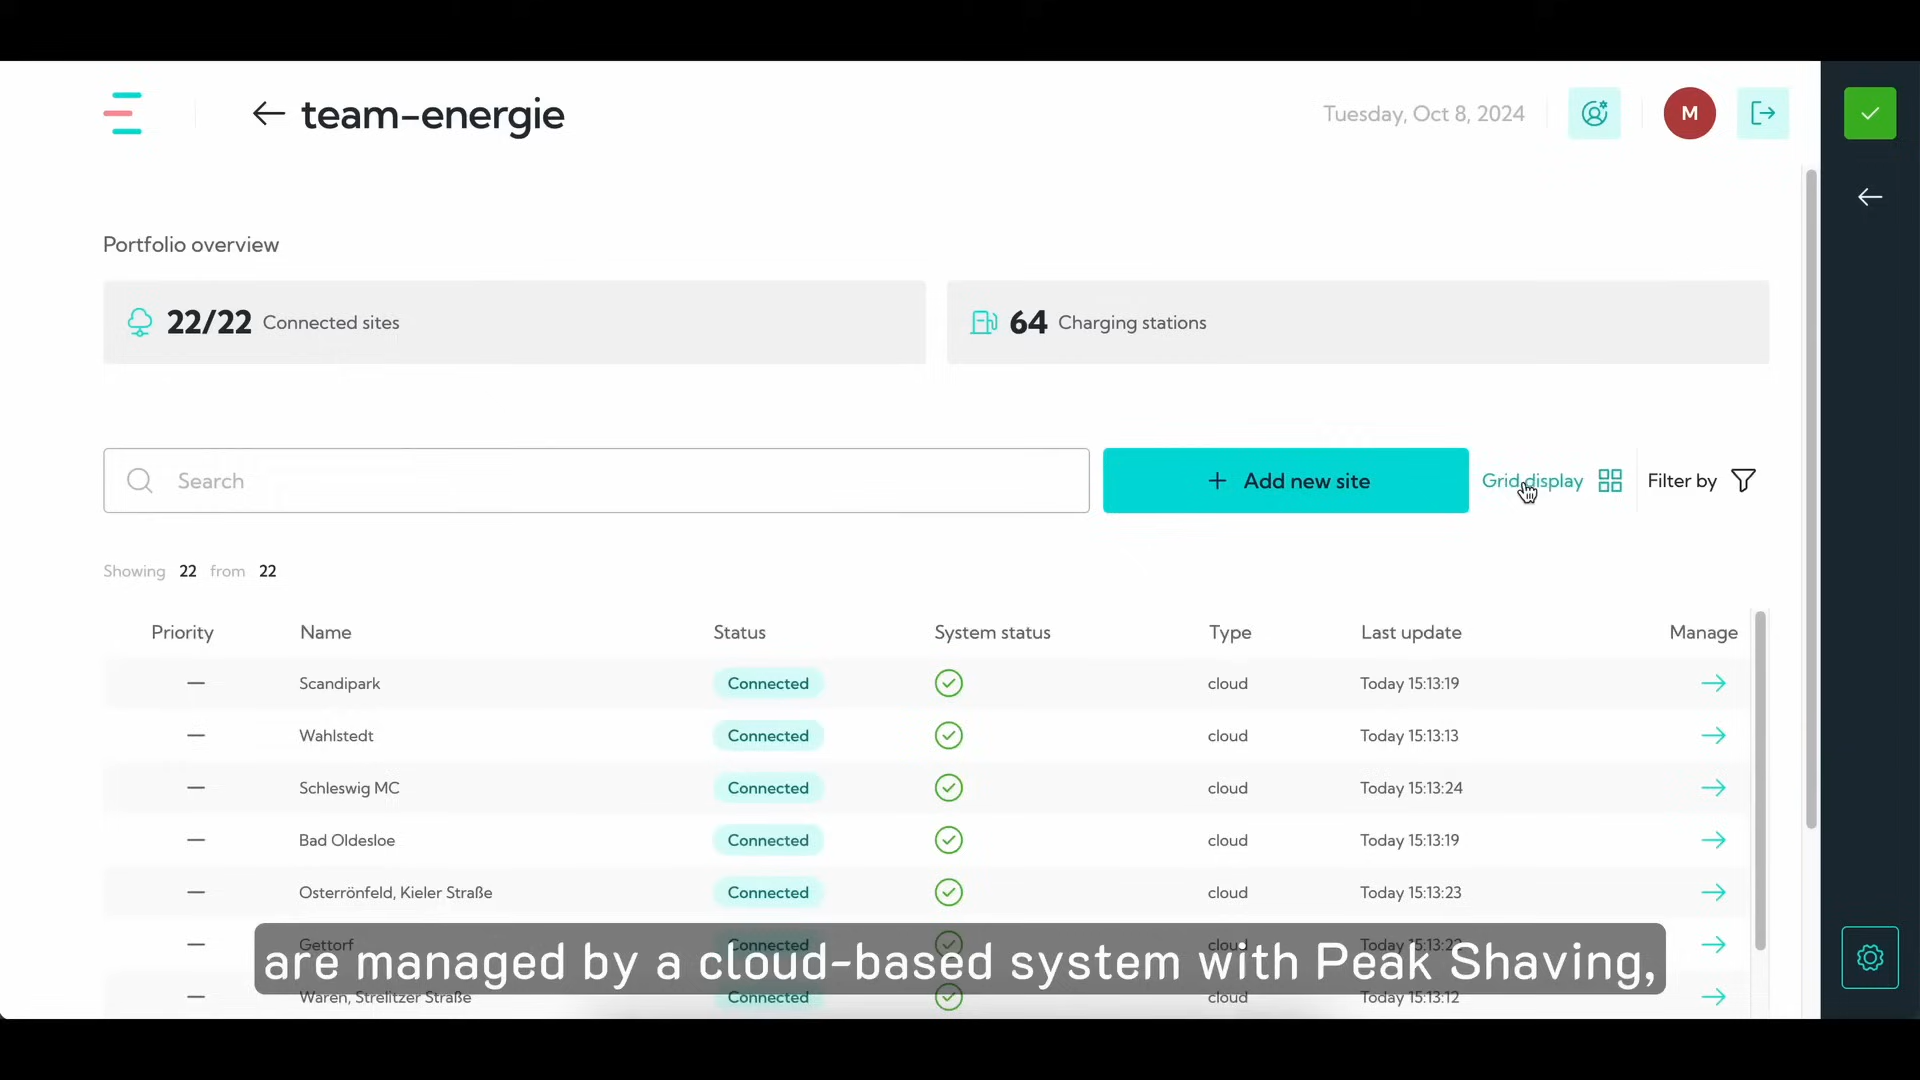 team-energie
Tuesday, Oct 8, 2024
M
Portfolio overview
22/22 Connected sites
64 Charging stations
Search
+ Add new site
Grid display
Filter by
Showing 22 from 22
Priority Name Status System status Type Last update Manage
— Scandipark Connected cloud Today 15:13:19
— Wahlstedt Connected cloud Today 15:13:13
— Schleswig MC Connected cloud Today 15:13:24
— Bad Oldesloe Connected cloud Today 15:13:19
— Osterrönfeld, Kieler Straße Connected cloud Today 15:13:23
— Gettorf Connected cloud
are managed by a cloud-based system with Peak Shaving,
— Waren, Strelitzer Straße Connected cloud Today 15:13:12